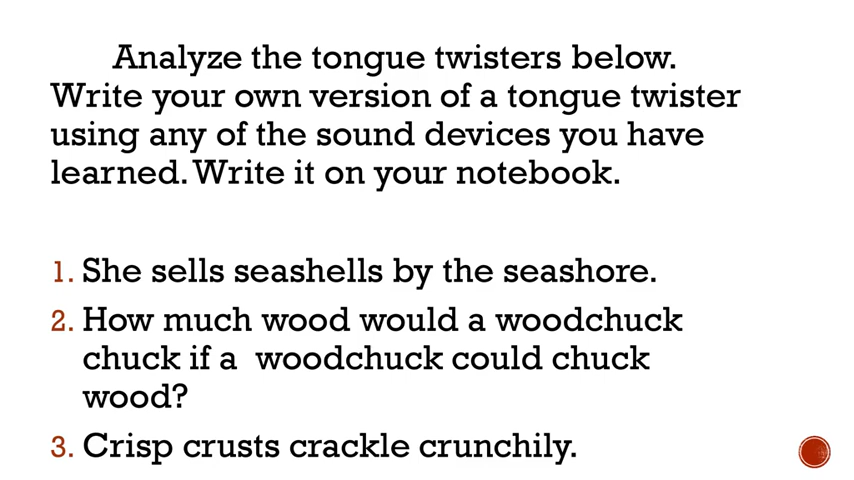 Analyze the tongue twisters below.
Write your own version of a tongue twister
using any of the sound devices you have
learned. Write it on your notebook.
1. She sells seashells by the seashore.
2. How much wood would a woodchuck
chuck if a woodchuck could chuck
wood?
3. Crisp crusts crackle crunchily.